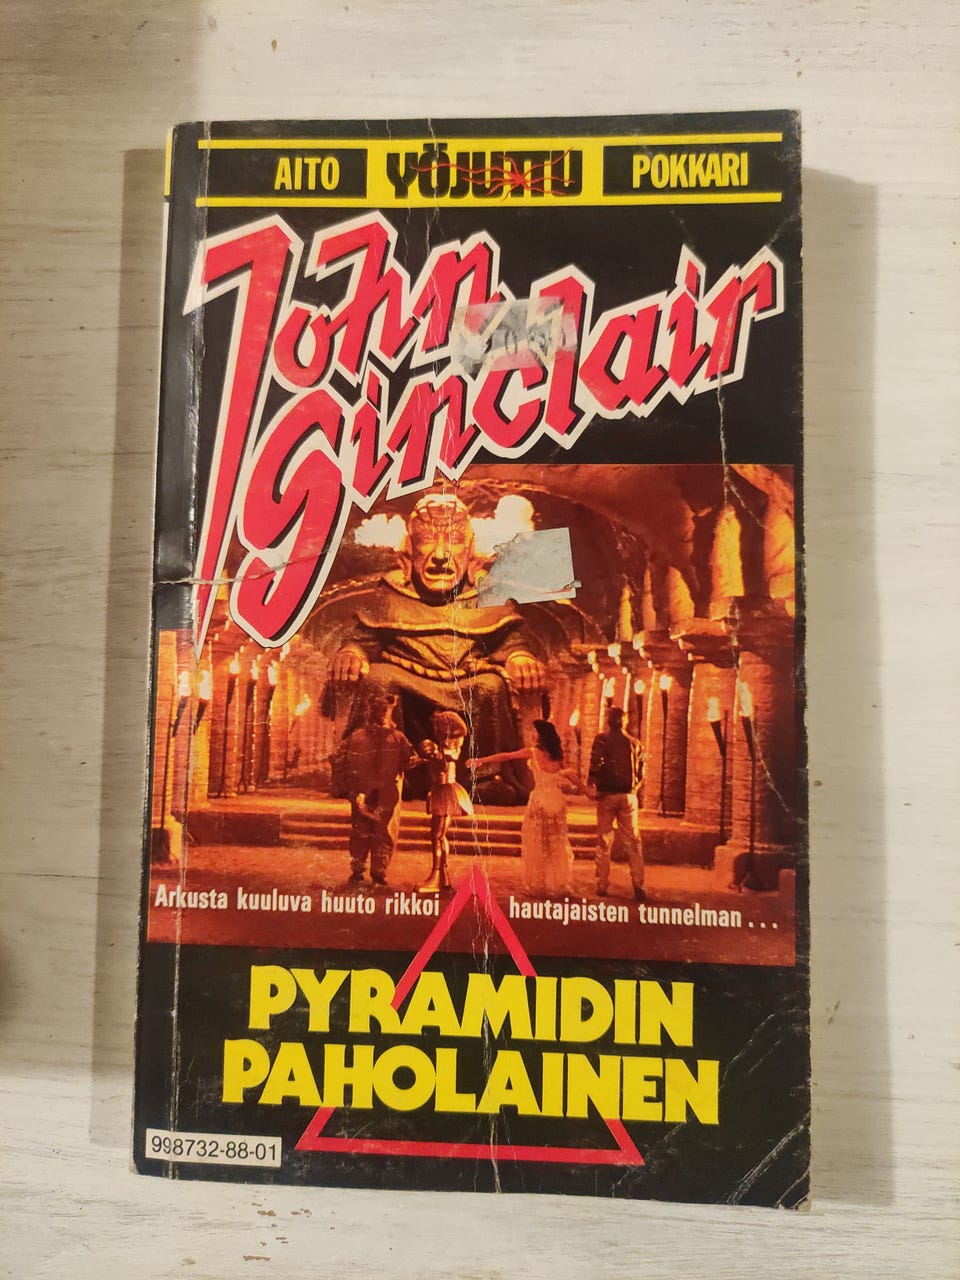 AITO YÖJUTTU POKKARI
John
Sinclair
Arkusta kuuluva huuto rikkoi hautajaisten tunnelman...
PYRAMIDIN
PAHOLAINEN
998732-88-01